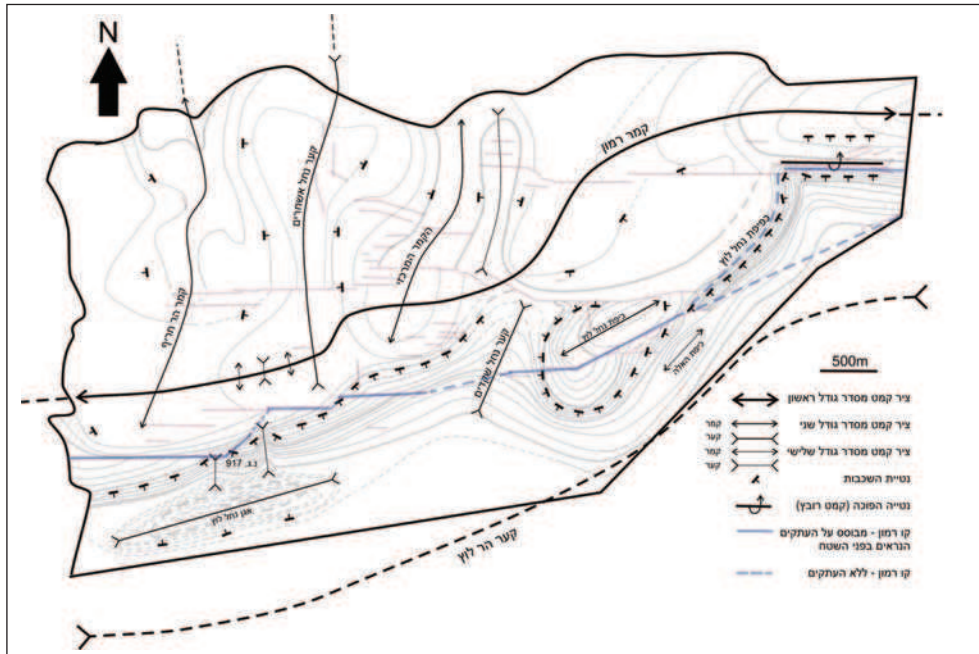 N
קמר רמון
קער נחל אשחרים
הקמר המרכזי
קמר הר חריף
כפיפת נחל לוץ
כיפת נחל לוץ
כיפת האלה
קער נחל שקדים
נ.ג. 917
אגן נחל לוץ
קער הר לוץ
500m
ציר קמט מסדר גודל ראשון
ציר קמט מסדר גודל שני
קמר
קער
ציר קמט מסדר גודל שלישי
קמר
קער
נטיית השכבות
נטייה הפוכה (קמט רובץ)
קו רמון - מבוסס על העתקים
הנראים בפני השטח
קו רמון - ללא העתקים